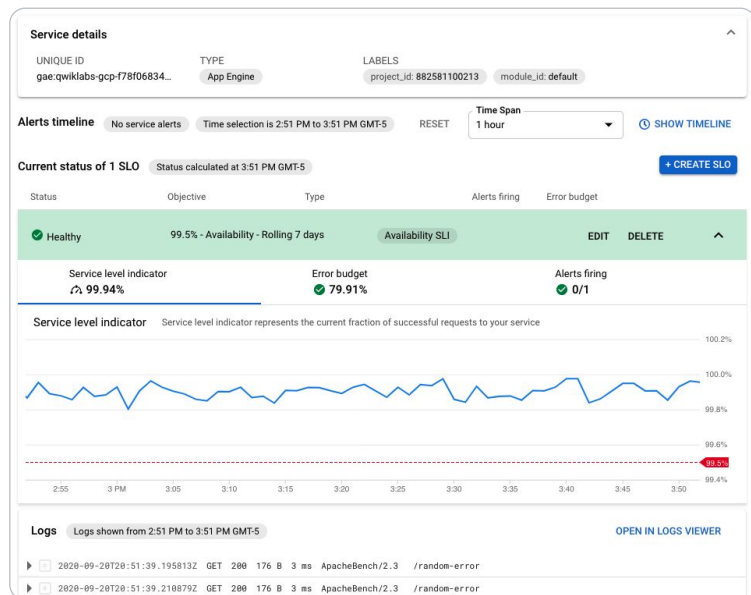 Service details
UNIQUE ID TYPE LABELS
gae:qwiklabs-gcp-f78f06834... App Engine project_id: 882581100213 module_id: default
Alerts timeline No service alerts Time selection is 2:51 PM to 3:51 PM GMT-5 RESET Time Span 1 hour SHOW TIMELINE
Current status of 1 SLO Status calculated at 3:51 PM GMT-5 + CREATE SLO
Status Objective Type Alerts firing Error budget
Healthy 99.5% - Availability - Rolling 7 days Availability SLI EDIT DELETE
Service level indicator Error budget Alerts firing
99.94% 79.91% 0/1
Service level indicator Service level indicator represents the current fraction of successful requests to your service
100.2%
100.0%
99.8%
99.6%
99.5%
99.4%
2:55 3 PM 3:05 3:10 3:15 3:20 3:25 3:30 3:35 3:40 3:45 3:50
Logs Logs shown from 2:51 PM to 3:51 PM GMT-5 OPEN IN LOGS VIEWER
2020-09-20T20:51:39.195813Z GET 200 176 B 3 ms ApacheBench/2.3 /random-error
2020-09-20T20:51:39.210879Z GET 200 176 B 3 ms ApacheBench/2.3 /random-error